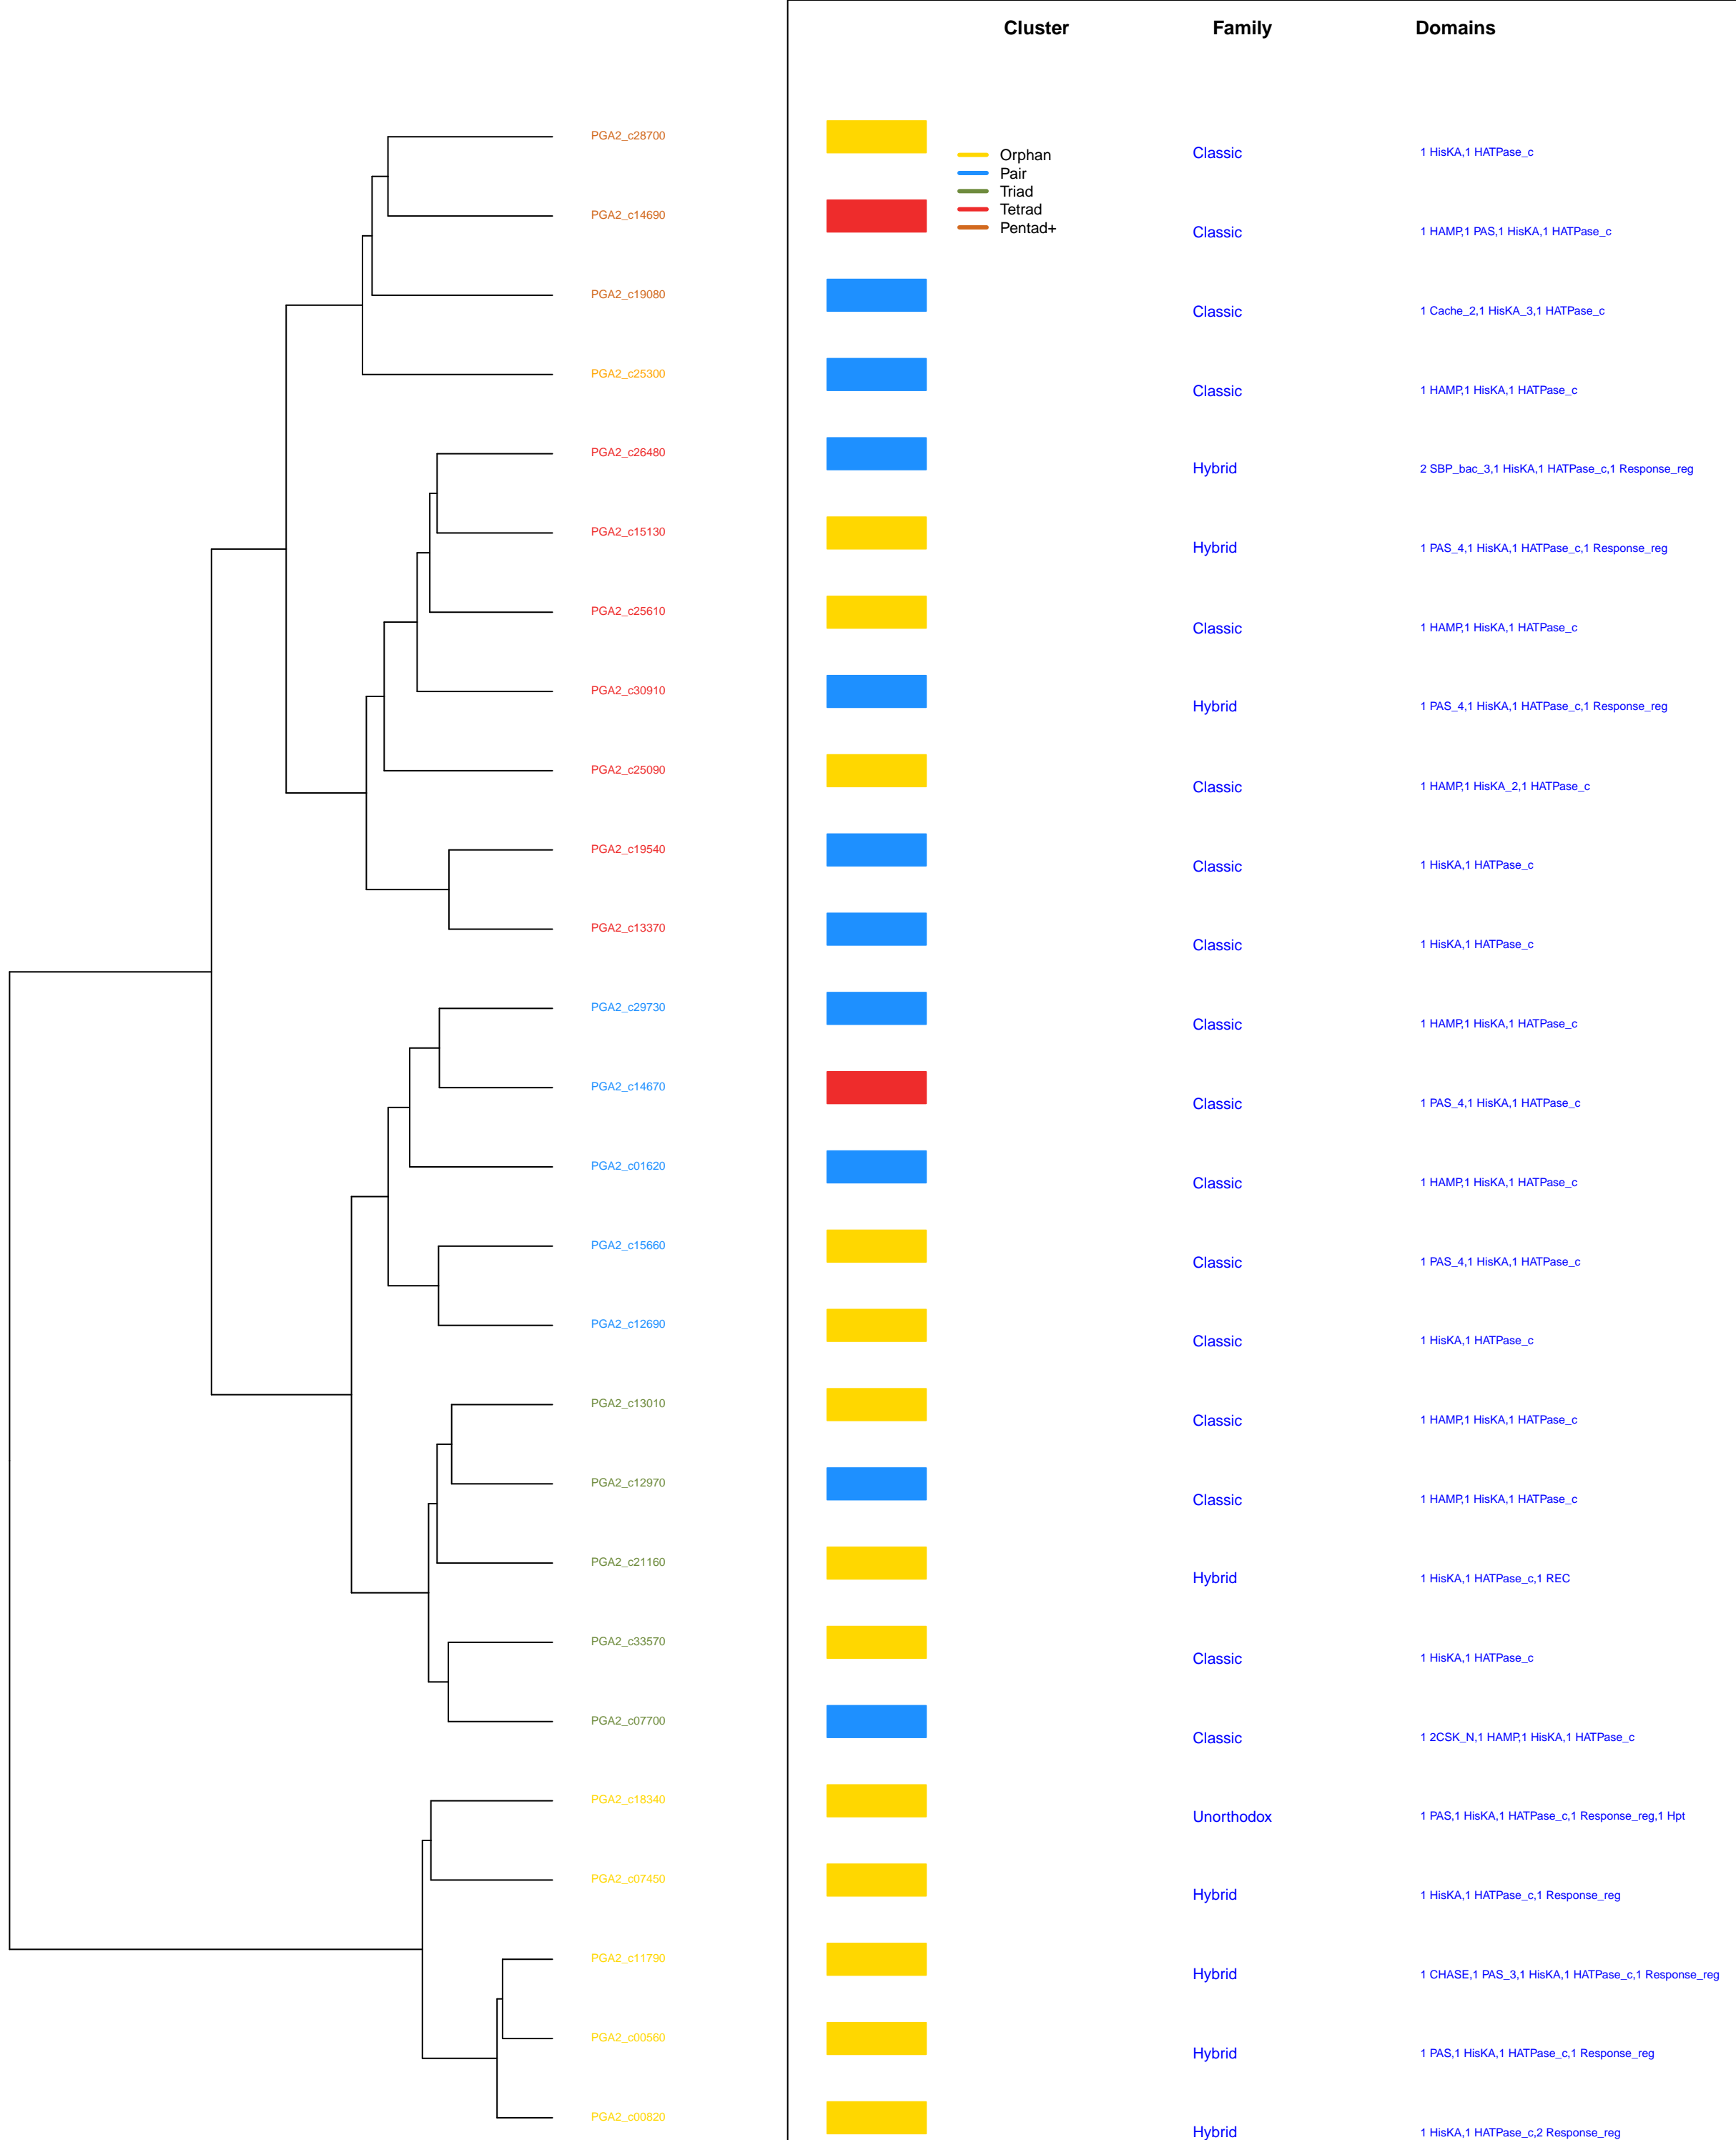 Cluster Family Domains
PGA2_c28700 Classic 1 HisKA,1 HATPase_c
Orphan
Pair
Triad
Tetrad
Pentad+
PGA2_c14690 Classic 1 HAMP,1 PAS,1 HisKA,1 HATPase_c
PGA2_c19080 Classic 1 Cache_2,1 HisKA_3,1 HATPase_c
PGA2_c25300 Classic 1 HAMP,1 HisKA,1 HATPase_c
PGA2_c26480 Hybrid 2 SBP_bac_3,1 HisKA,1 HATPase_c,1 Response_reg
PGA2_c15130 Hybrid 1 PAS_4,1 HisKA,1 HATPase_c,1 Response_reg
PGA2_c25610 Classic 1 HAMP,1 HisKA,1 HATPase_c
PGA2_c30910 Hybrid 1 PAS_4,1 HisKA,1 HATPase_c,1 Response_reg
PGA2_c25090 Classic 1 HAMP,1 HisKA_2,1 HATPase_c
PGA2_c19540 Classic 1 HisKA,1 HATPase_c
PGA2_c13370 Classic 1 HisKA,1 HATPase_c
PGA2_c29730 Classic 1 HAMP,1 HisKA,1 HATPase_c
PGA2_c14670 Classic 1 PAS_4,1 HisKA,1 HATPase_c
PGA2_c01620 Classic 1 HAMP,1 HisKA,1 HATPase_c
PGA2_c15660 Classic 1 PAS_4,1 HisKA,1 HATPase_c
PGA2_c12690 Classic 1 HisKA,1 HATPase_c
PGA2_c13010 Classic 1 HAMP,1 HisKA,1 HATPase_c
PGA2_c12970 Classic 1 HAMP,1 HisKA,1 HATPase_c
PGA2_c21160 Hybrid 1 HisKA,1 HATPase_c,1 REC
PGA2_c33570 Classic 1 HisKA,1 HATPase_c
PGA2_c07700 Classic 1 2CSK_N,1 HAMP,1 HisKA,1 HATPase_c
PGA2_c18340 Unorthodox 1 PAS,1 HisKA,1 HATPase_c,1 Response_reg,1 Hpt
PGA2_c07450 Hybrid 1 HisKA,1 HATPase_c,1 Response_reg
PGA2_c11790 Hybrid 1 CHASE,1 PAS_3,1 HisKA,1 HATPase_c,1 Response_reg
PGA2_c00560 Hybrid 1 PAS,1 HisKA,1 HATPase_c,1 Response_reg
PGA2_c00820 Hybrid 1 HisKA,1 HATPase_c,2 Response_reg